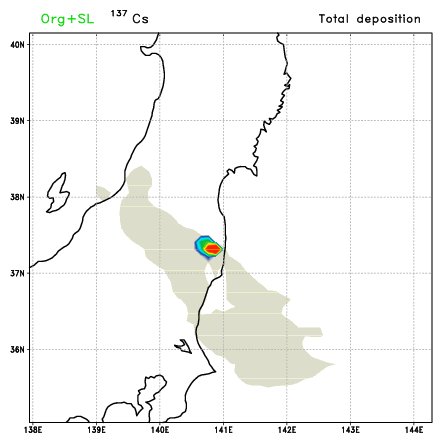 Org+SL 137Cs Total deposition
40N
39N
38N
37N
36N
138E 139E 140E 141E 142E 143E 144E